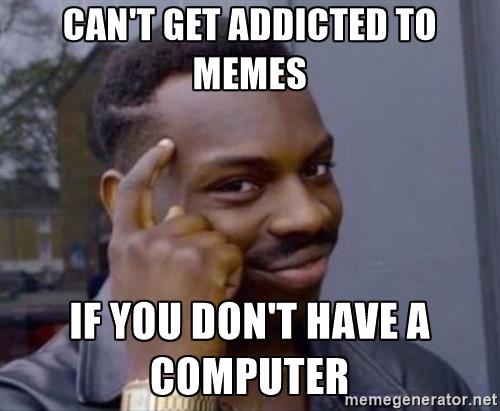 CAN'T GET ADDICTED TO
MEMES
IF YOU DON'T HAVE A
COMPUTER
memegenerator.net